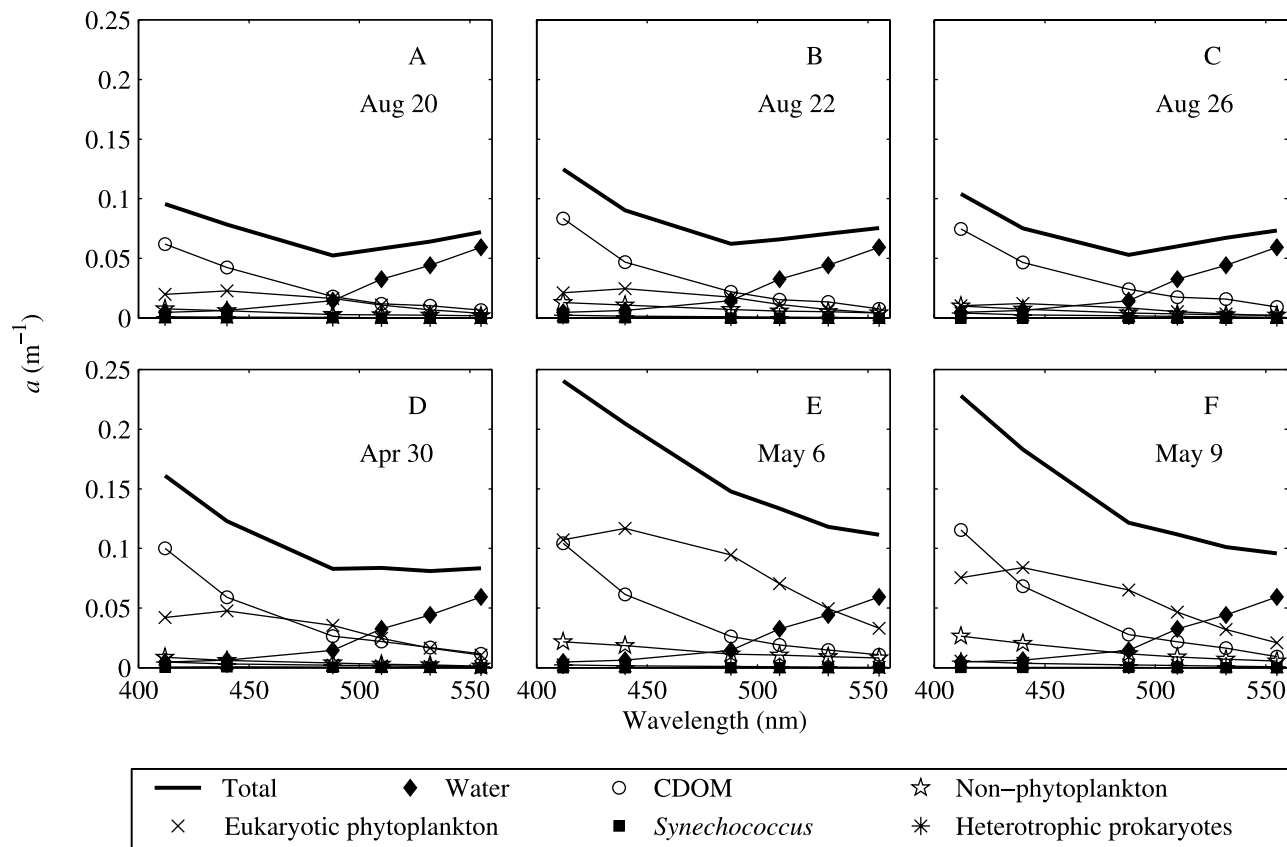 0.25
0.2
0.15
0.1
0.05
0
A
Aug 20
B
Aug 22
C
Aug 26
a (m−1)
0.25
0.2
0.15
0.1
0.05
0
D
Apr 30
E
May 6
F
May 9
400 450 500 550 400 450 500 550 400 450 500 550
Wavelength (nm)
Total Water CDOM Non−phytoplankton
Eukaryotic phytoplankton Synechococcus Heterotrophic prokaryotes